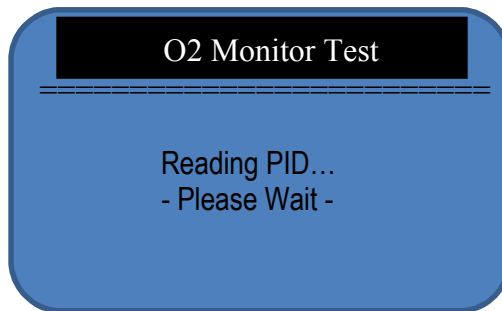 O2 Monitor Test
=========================
Reading PID…
- Please Wait -